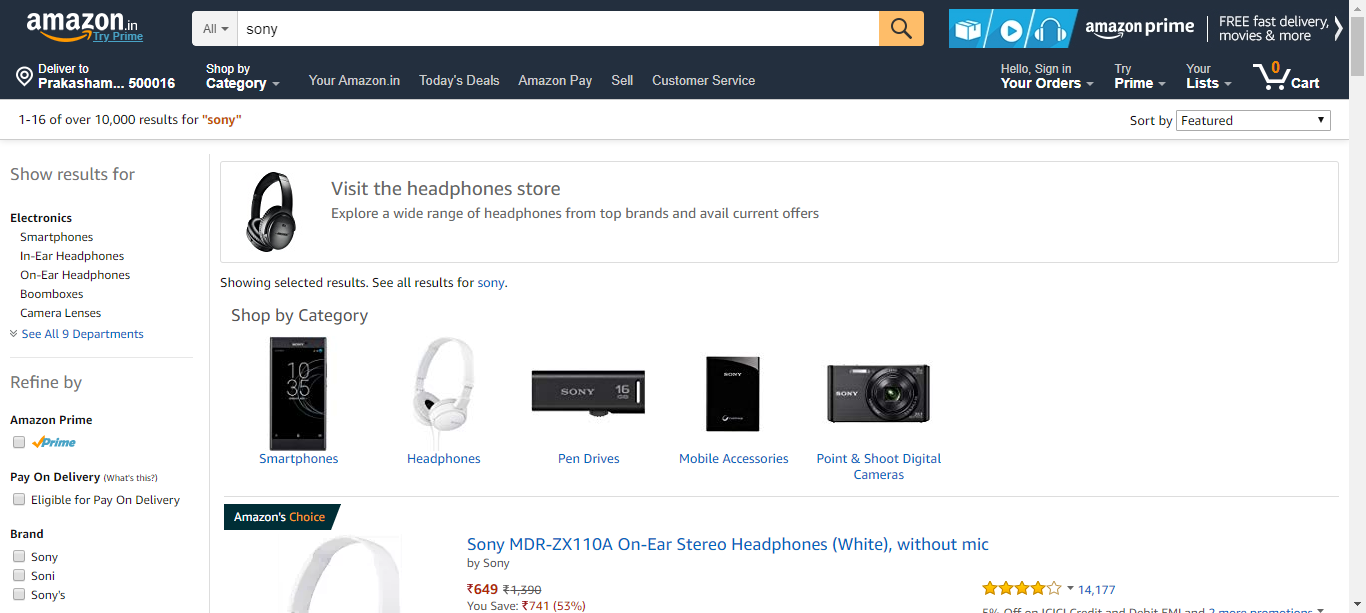 amazon.in
Try Prime
All
sony
amazon prime
FREE fast delivery, movies & more
Deliver to
Prakasham... 500016
Shop by
Category
Your Amazon.in Today's Deals Amazon Pay Sell Customer Service
Hello, Sign in
Your Orders
Try
Prime
Your
Lists
0
Cart
1-16 of over 10,000 results for "sony"
Sort by Featured
Show results for
Electronics
Smartphones
In-Ear Headphones
On-Ear Headphones
Boomboxes
Camera Lenses
See All 9 Departments
Refine by
Amazon Prime
Prime
Pay On Delivery (What's this?)
Eligible for Pay On Delivery
Brand
Sony
Soni
Sony's
Visit the headphones store
Explore a wide range of headphones from top brands and avail current offers
Showing selected results. See all results for sony.
Shop by Category
SONY
10
35
SONY 16
GB
SONY
SONY
Smartphones
Headphones
Pen Drives
Mobile Accessories
Point & Shoot Digital
Cameras
Amazon's Choice
Sony MDR-ZX110A On-Ear Stereo Headphones (White), without mic
by Sony
₹649 ₹1,390
You Save: ₹741 (53%)
14,177
5% Off on ICICI Credit and Debit EMI and 2 more promotions